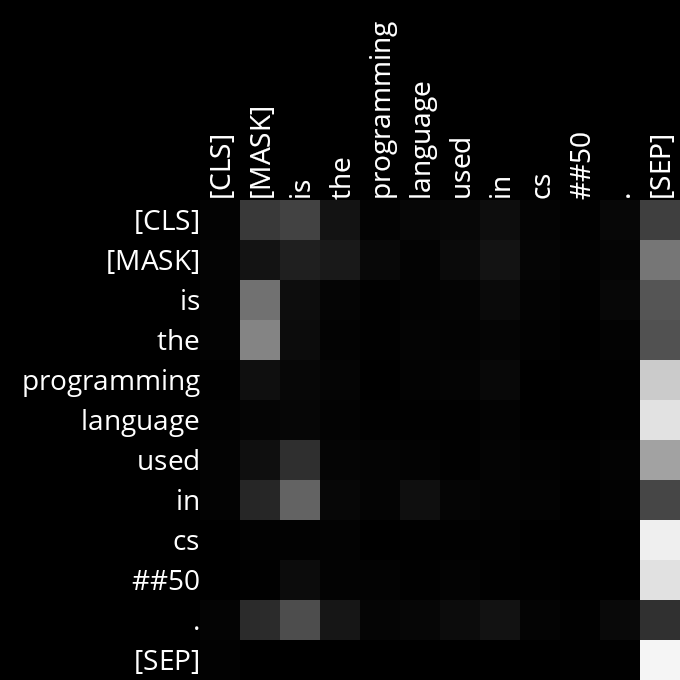 [CLS]
[MASK]
is
the
programming
language
used
in
cs
##50
.
[SEP]
[CLS]
[MASK]
is
the
programming
language
used
in
cs
##50
.
[SEP]